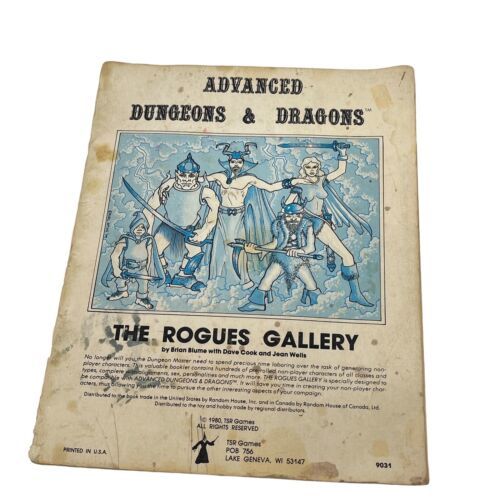 ADVANCED
DUNGEONS & DRAGONS™
THE ROGUES GALLERY
by Brian Blume with Dave Cook and Jean Wells
No longer will you the Dungeon Master need to spend precious time laboring over the task of generating non-
player characters. This valuable booklet contains hundreds of pre-rolled non-player characters of all classes and
types, complete with alignments, sex, personalities and much more. THE ROGUES GALLERY is specially designed to
be compatible with ADVANCED DUNGEONS & DRAGONS™. It will save you time in creating your non-player char-
acters, thus allowing you more time to pursue the other interesting aspects of your campaign.
Distributed to the book trade in the United States by Random House, Inc. and in Canada by Random House of Canada, Ltd.
Distributed to the toy and hobby trade by regional distributors.
© 1980, TSR Games
ALL RIGHTS RESERVED
TSR Games
POB 756
LAKE GENEVA, WI 53147
PRINTED IN U.S.A.
9031